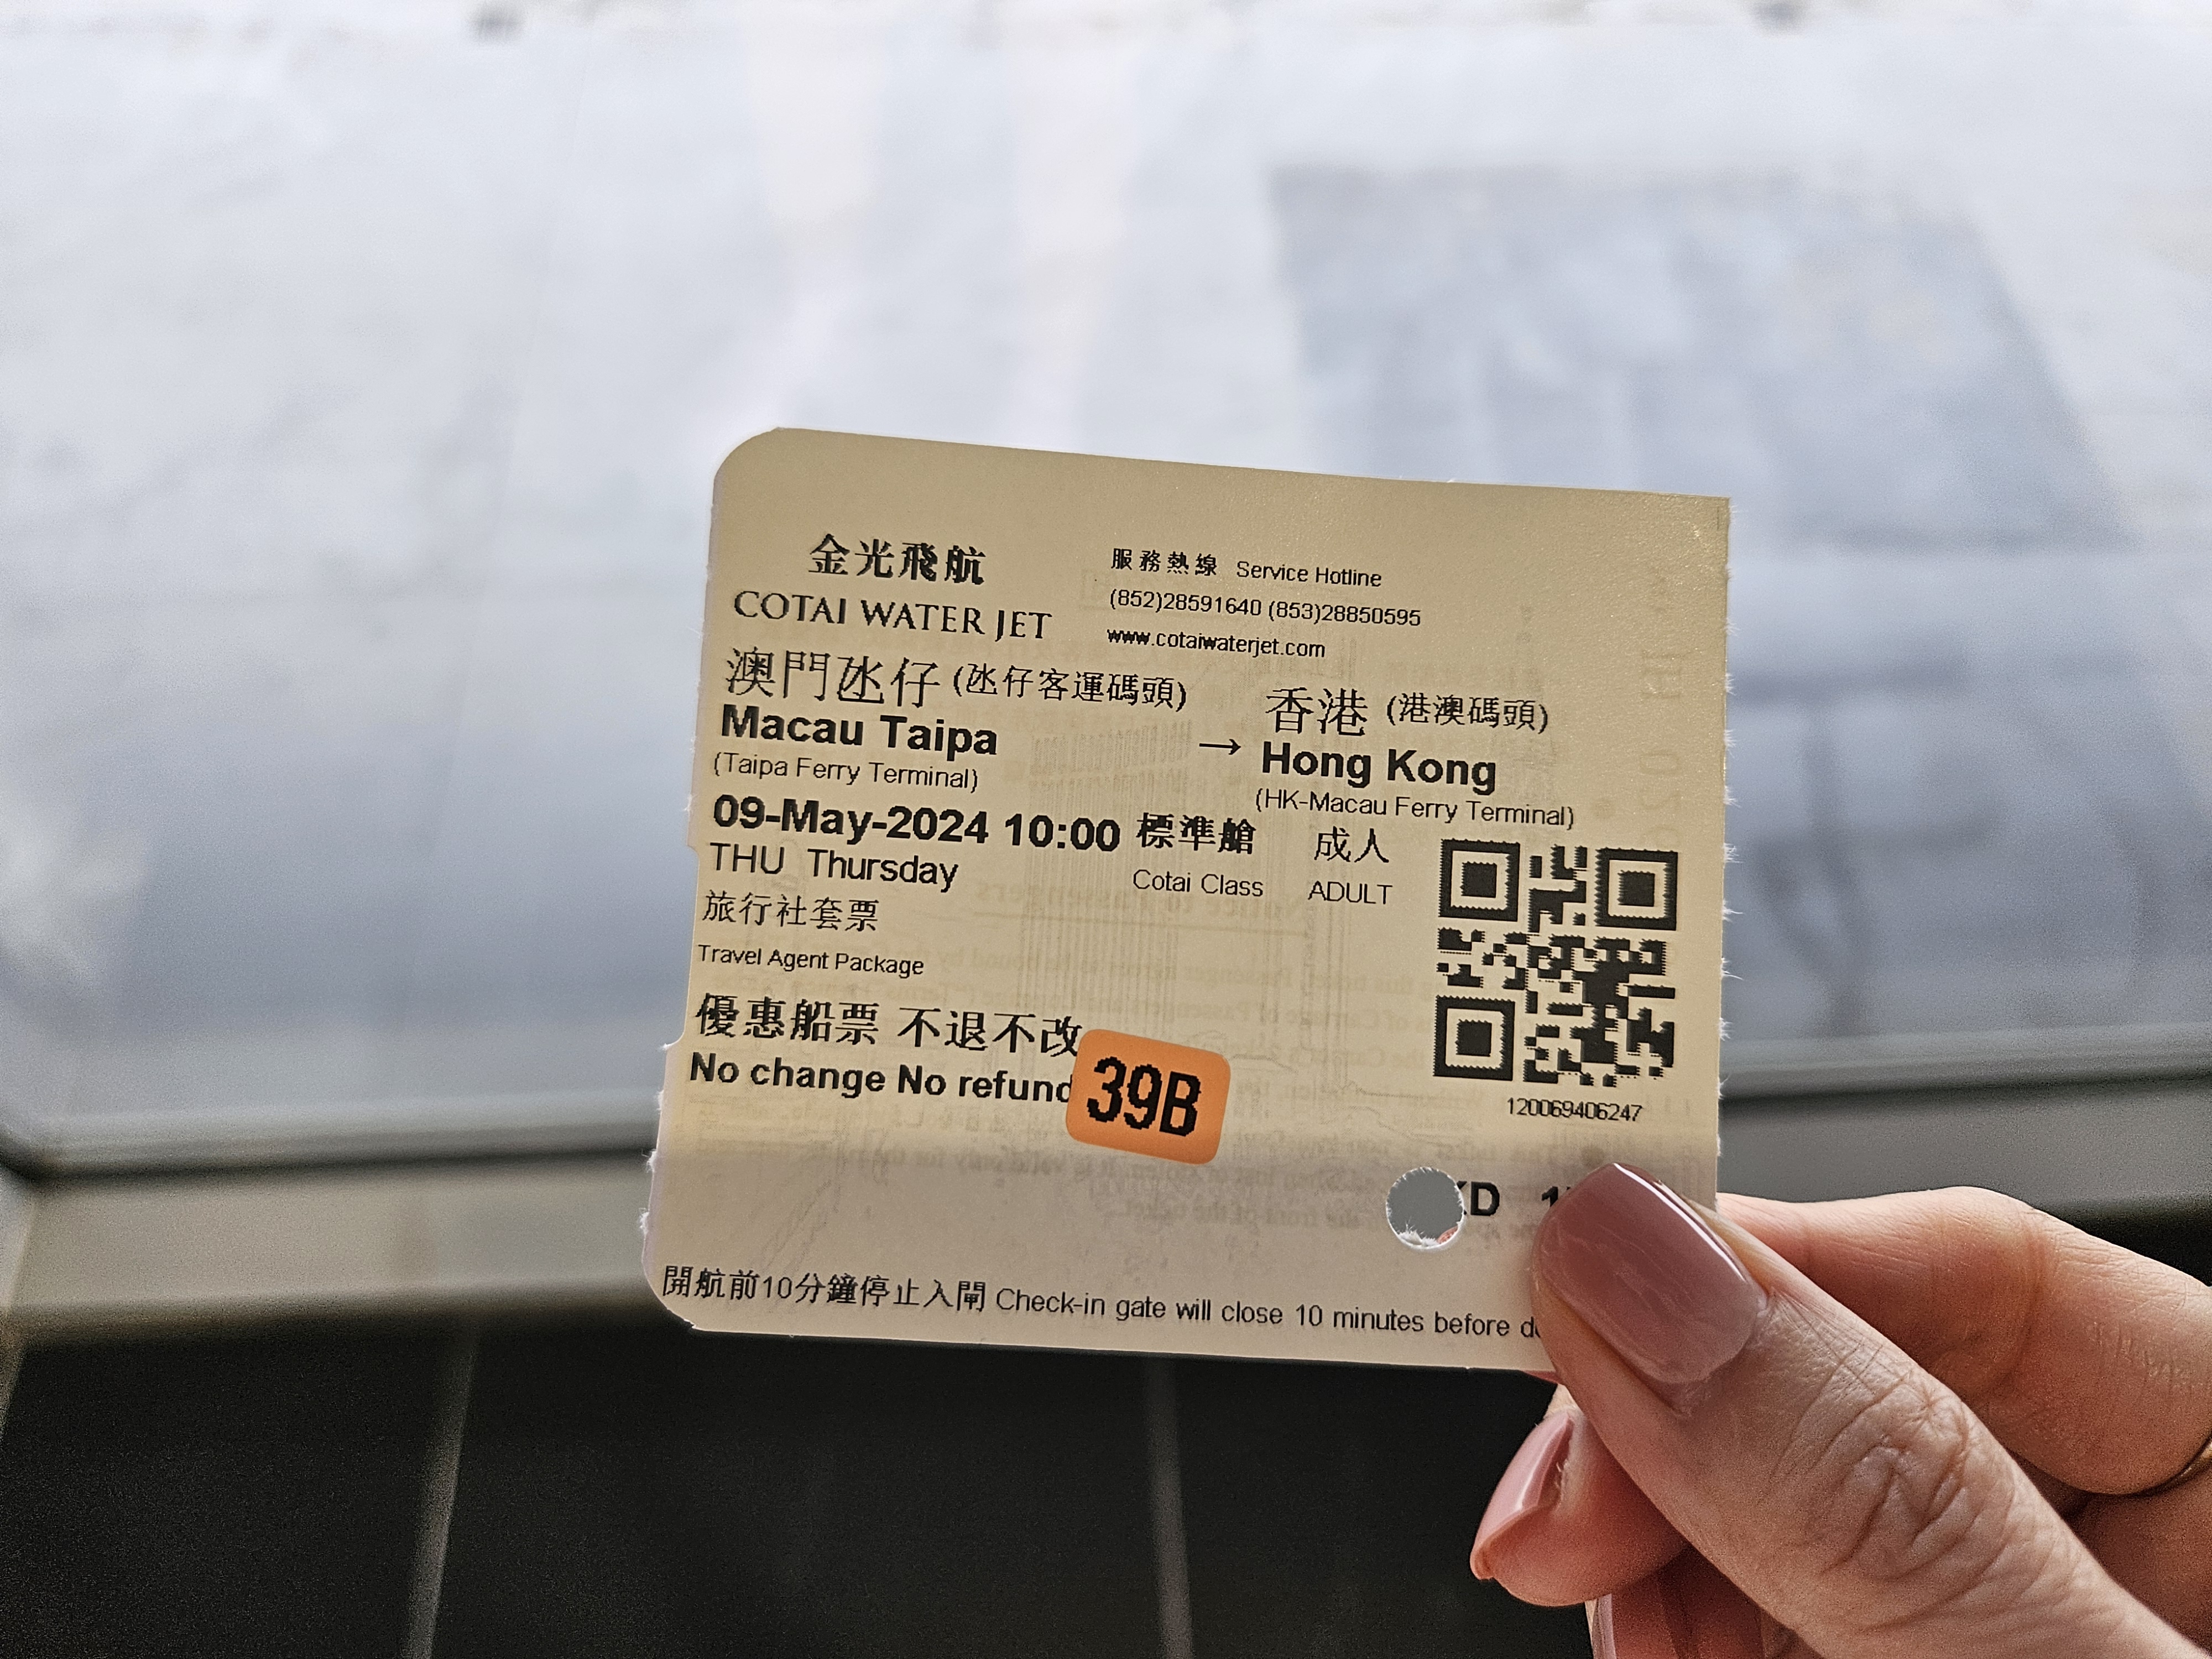 金光飛航
COTAI WATER JET
服務熱線 Service Hotline
(852)28591640 (853)28850595
www.cotaiwaterjet.com
澳門氹仔 (氹仔客運碼頭)
Macau Taipa
(Taipa Ferry Terminal)
→
香港 (港澳碼頭)
Hong Kong
(HK-Macau Ferry Terminal)
09-May-2024 10:00
THU Thursday
標準艙
Cotai Class
成人
ADULT
旅行社套票
Travel Agent Package
優惠船票 不退不改
No change No refund
39B
120069406247
開航前10分鐘停止入閘 Check-in gate will close 10 minutes before